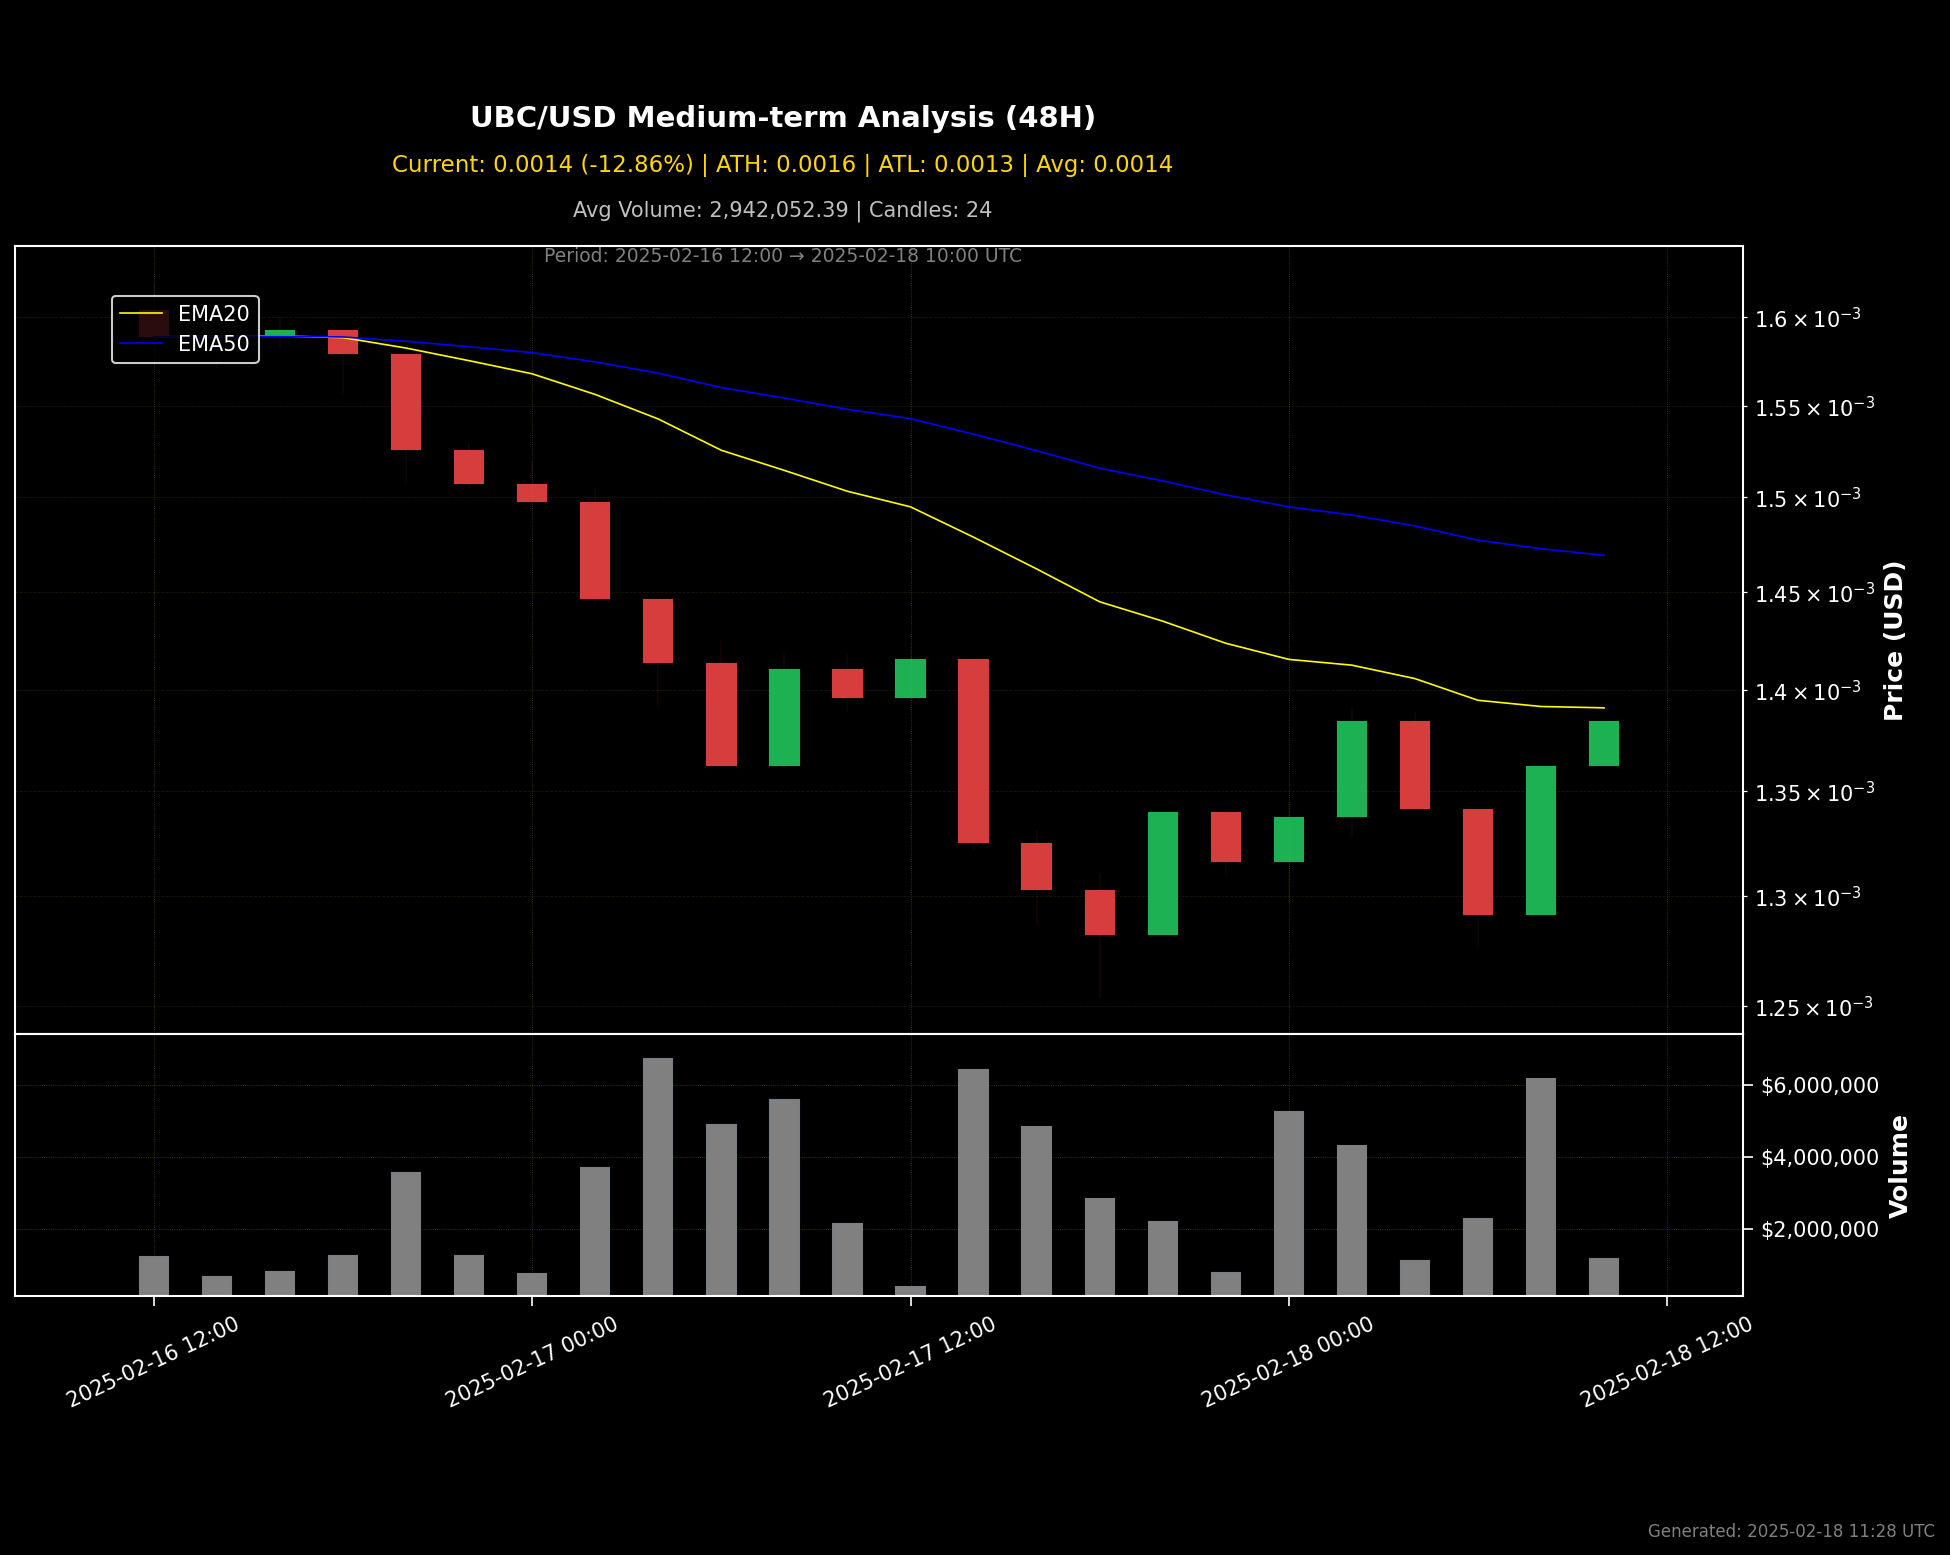 UBC/USD Medium-term Analysis (48H)
Current: 0.0014 (-12.86%) | ATH: 0.0016 | ATL: 0.0013 | Avg: 0.0014
Avg Volume: 2,942,052.39 | Candles: 24
Period: 2025-02-16 12:00 → 2025-02-18 10:00 UTC
EMA20
EMA50
1.6 × 10⁻³
1.55 × 10⁻³
1.5 × 10⁻³
1.45 × 10⁻³
1.4 × 10⁻³
1.35 × 10⁻³
1.3 × 10⁻³
1.25 × 10⁻³
Price (USD)
$6,000,000
$4,000,000
$2,000,000
Volume
2025-02-16 12:00
2025-02-17 00:00
2025-02-17 12:00
2025-02-18 00:00
2025-02-18 12:00
Generated: 2025-02-18 11:28 UTC